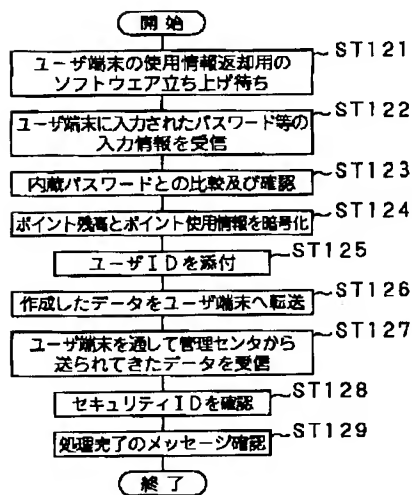 開始
ST121
ユーザ端末の使用情報返却用の
ソフトウエア立ち上げ待ち
ST122
ユーザ端末に入力されたパスワード等の
入力情報を受信
ST123
内蔵パスワードとの比較及び確認
ST124
ポイント残高とポイント使用情報を暗号化
ST125
ユーザIDを添付
ST126
作成したデータをユーザ端末へ転送
ST127
ユーザ端末を通して管理センタから
送られてきたデータを受信
ST128
セキュリティIDを確認
ST129
処理完了のメッセージ確認
終了